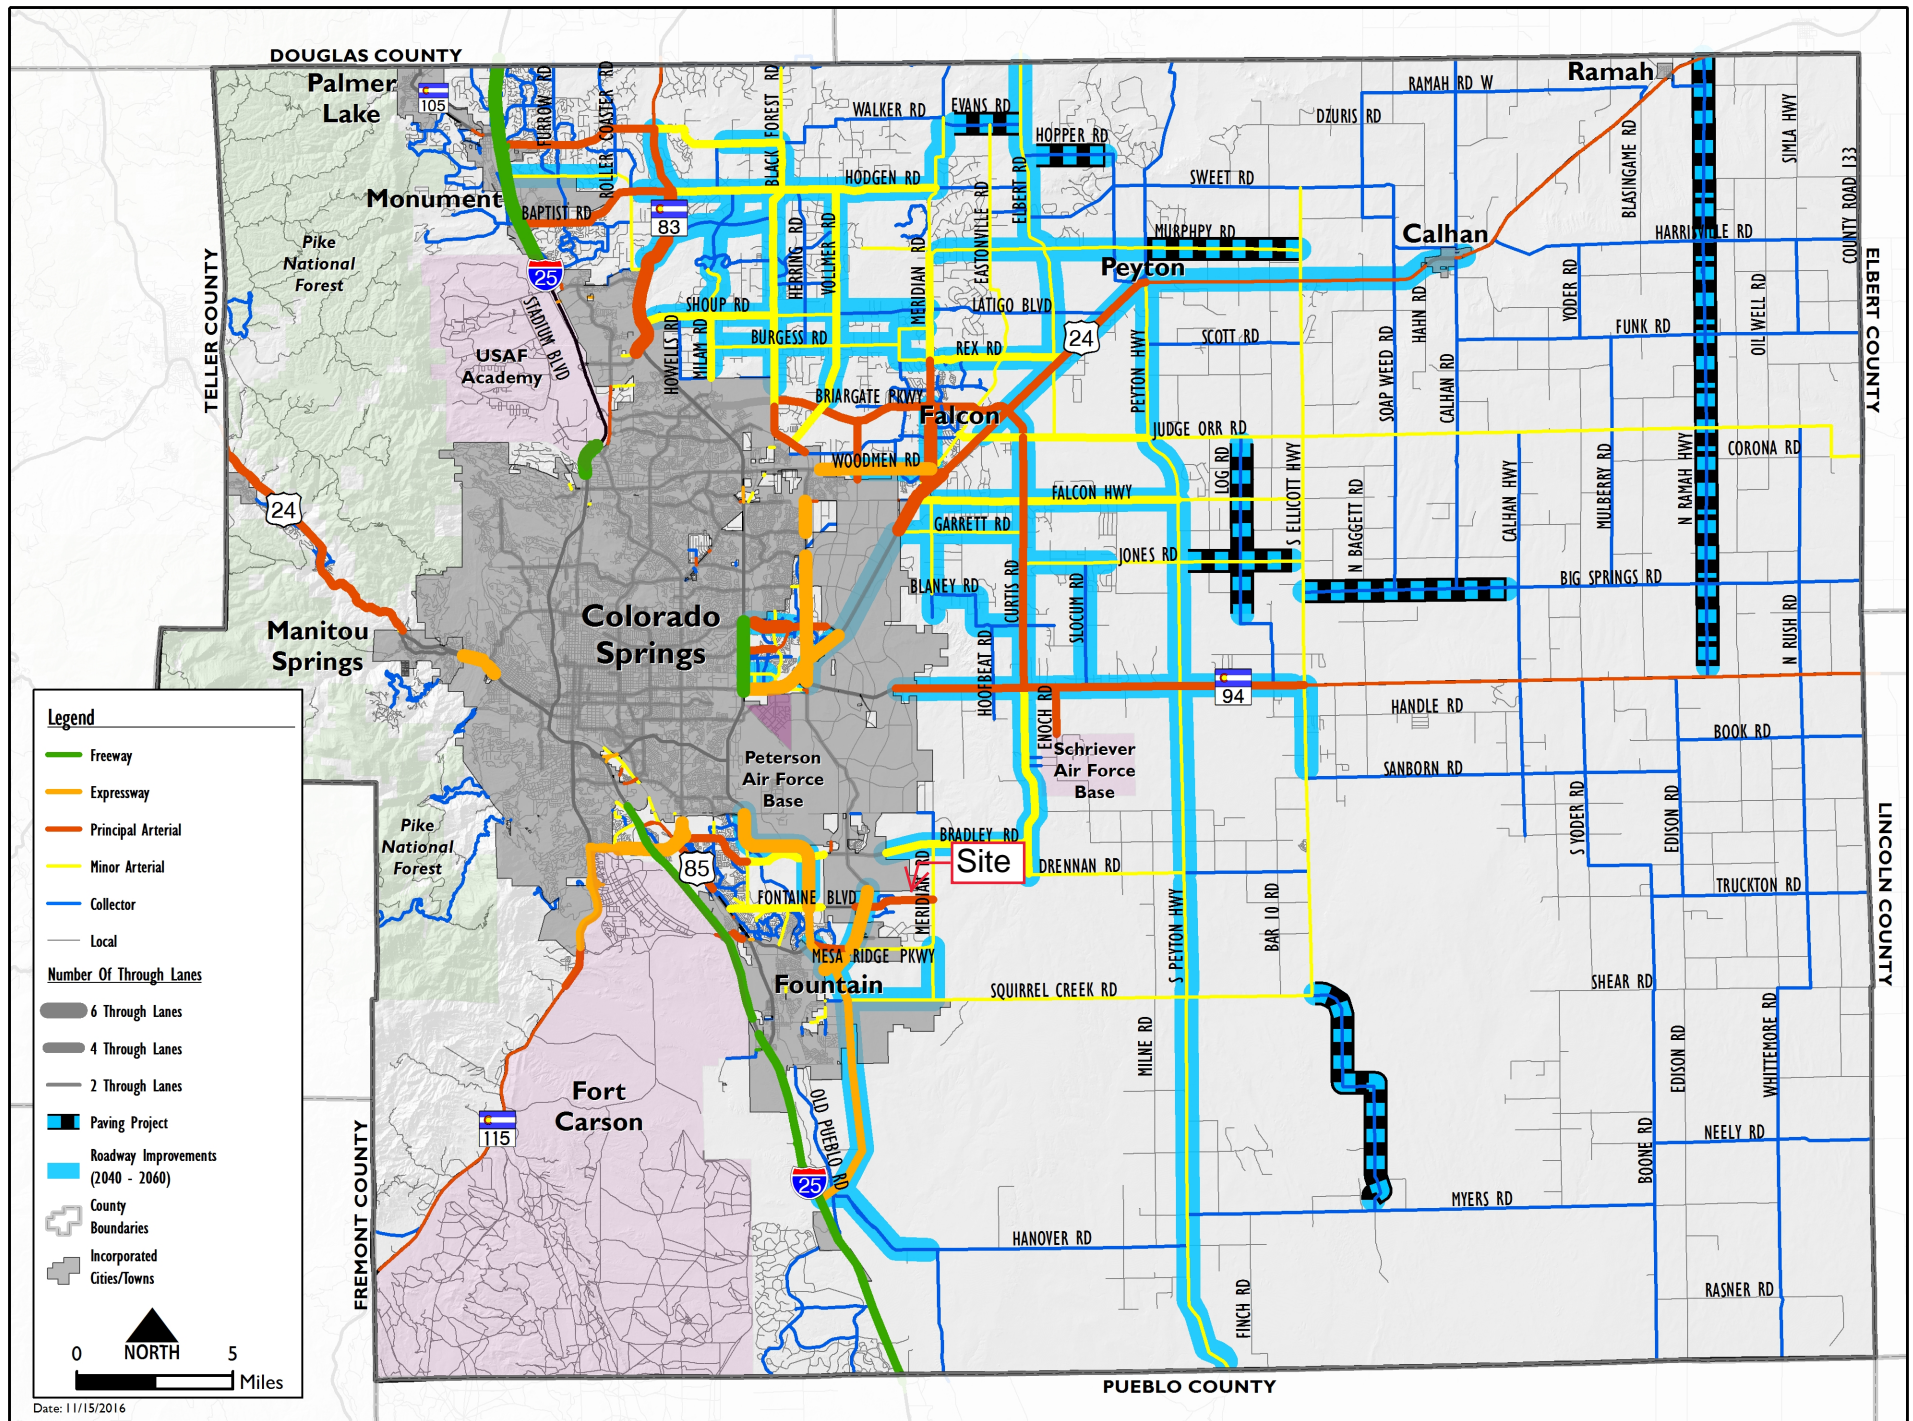 DOUGLAS COUNTY
Palmer
Lake
105
FURROW RD
ROLLER COASTER RD
BLACK FOREST RD
WALKER RD
EVANS RD
HOPPER RD
RAMAH RD W
Ramah
DZURIS RD
BLASINGAME RD
SIMLA HWY
COUNTY ROAD 133
Monument
BAPTIST RD
83
HODGEN RD
EASTONVILLE RD
ELBERT RD
SWEET RD
MURPHPY RD
Calhan
HARRISVILLE RD
Pike
National
Forest
TELLER COUNTY
25
STADIUM BLVD
HERRING RD
VOLLMER RD
MERIDIAN RD
Peyton
YODER RD
OIL WELL RD
ELBERT COUNTY
SHOUP RD
LATIGO BLVD
24
HAHN RD
FUNK RD
USAF
Academy
HOWELLS RD
MILAM RD
BURGESS RD
REX RD
PEYTON HWY
SCOTT RD
SOAP WEED RD
CALHAN RD
BRIARGATE PKWY
Falcon
JUDGE ORR RD
WOODMEN RD
LOG RD
S ELLICOTT HWY
N BAGGETT RD
CALHAN HWY
MULBERRY RD
N RAMAH HWY
CORONA RD
24
FALCON HWY
GARRETT RD
JONES RD
BLANEY RD
CURTIS RD
SLOCUM RD
BIG SPRINGS RD
Colorado
Springs
Manitou
Springs
HOOFBEAT RD
N RUSH RD
94
ENOCH RD
HANDLE RD
BOOK RD
Schriever
Air Force
Base
Peterson
Air Force
Base
SANBORN RD
S YODER RD
EDISON RD
LINCOLN COUNTY
Pike
National
Forest
BRADLEY RD
Site
DRENNAN RD
85
MERIDIAN RD
FONTAINE BLVD
TRUCKTON RD
S PEYTON HWY
BAR 10 RD
MESA RIDGE PKWY
Fountain
SQUIRREL CREEK RD
SHEAR RD
MILNE RD
EDISON RD
WHITTEMORE RD
Fort
Carson
OLD PUEBLO RD
115
25
BOONE RD
NEELY RD
MYERS RD
FREMONT COUNTY
HANOVER RD
FINCH RD
RASNER RD
PUEBLO COUNTY
Legend
Freeway
Expressway
Principal Arterial
Minor Arterial
Collector
Local
Number Of Through Lanes
6 Through Lanes
4 Through Lanes
2 Through Lanes
Paving Project
Roadway Improvements
(2040 - 2060)
County
Boundaries
Incorporated
Cities/Towns
NORTH
0 5
Miles
Date: 11/15/2016